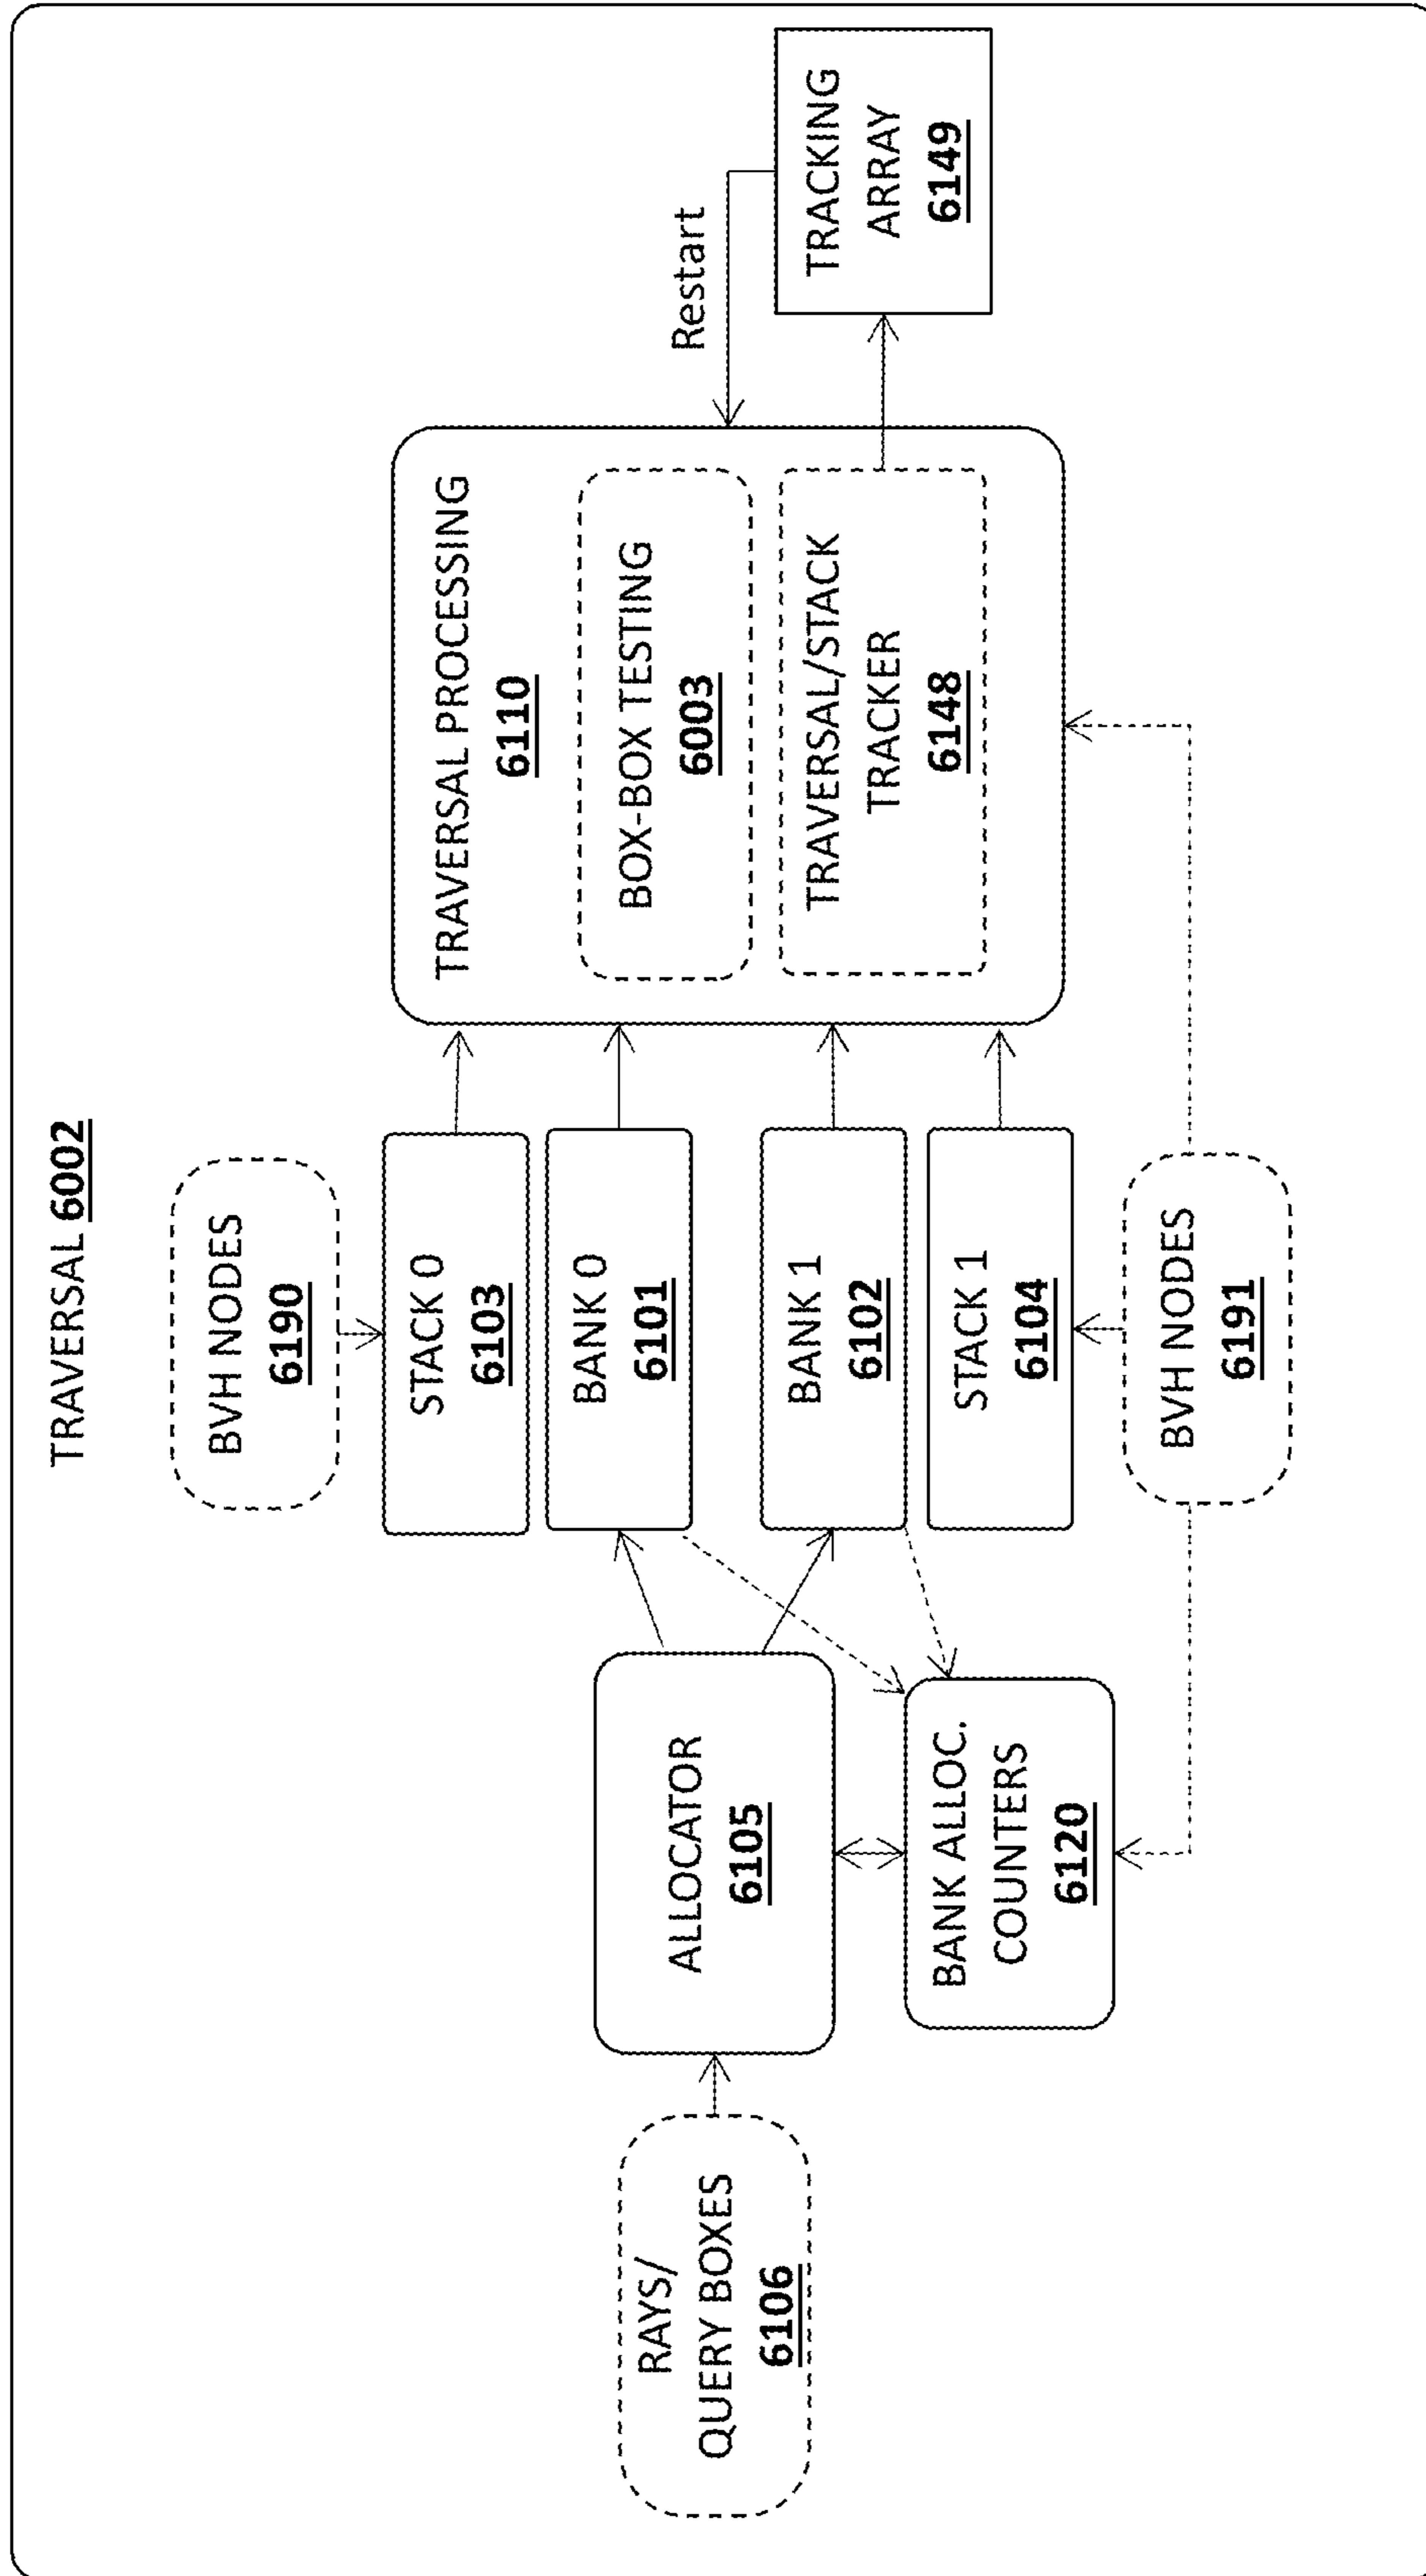 TRAVERSAL 6002
BVH NODES
6190
STACK 0
6103
BANK 0
6101
BANK 1
6102
STACK 1
6104
BVH NODES
6191
RAYS/
QUERY BOXES
6106
ALLOCATOR
6105
BANK ALLOC.
COUNTERS
6120
TRAVERSAL PROCESSING
6110
BOX-BOX TESTING
6003
TRAVERSAL/STACK
TRACKER
6148
Restart
TRACKING
ARRAY
6149